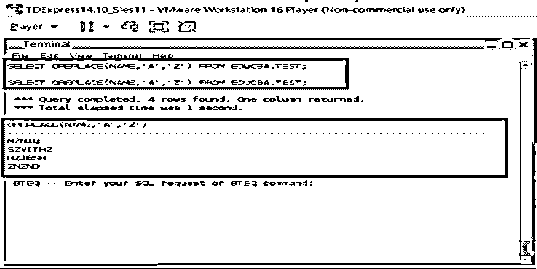 TDExpress14.10_Sles11 - VMware Workstation 16 Player (Non-commercial use only)
Player
Terminal
File Edit View Terminal Help
SELECT OREPLACE(NAME,'A','Z') FROM EDUCBA.TEST;
SELECT OREPLACE(NAME,'A','Z') FROM EDUCBA.TEST;
*** Query completed. 4 rows found. One column returned.
*** Total elapsed time was 1 second.
OREPLACE(NAME,'A','Z')
SZVITHZ
ZNZND
BTEQ -- Enter your SQL request or BTEQ command: